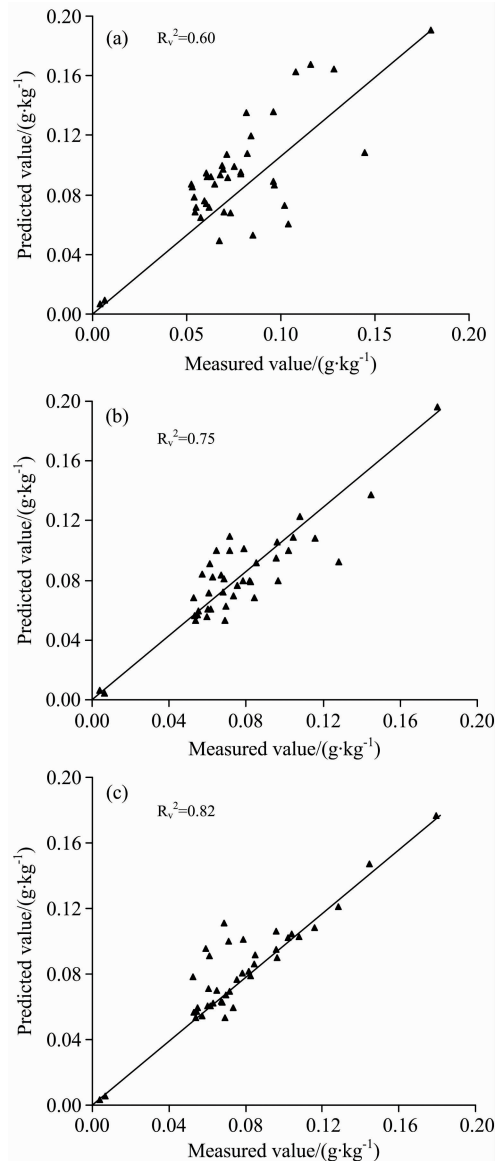 (a)
R_v²=0.60
Predicted value/(g·kg⁻¹)
0.20
0.16
0.12
0.08
0.04
0.00
0.00 0.05 0.10 0.15 0.20
Measured value/(g·kg⁻¹)
(b)
R_v²=0.75
Predicted value/(g·kg⁻¹)
0.20
0.16
0.12
0.08
0.04
0.00
0.00 0.04 0.08 0.12 0.16 0.20
Measured value/(g·kg⁻¹)
(c)
R_v²=0.82
Predicted value/(g·kg⁻¹)
0.20
0.16
0.12
0.08
0.04
0.00
0.00 0.04 0.08 0.12 0.16 0.20
Measured value/(g·kg⁻¹)